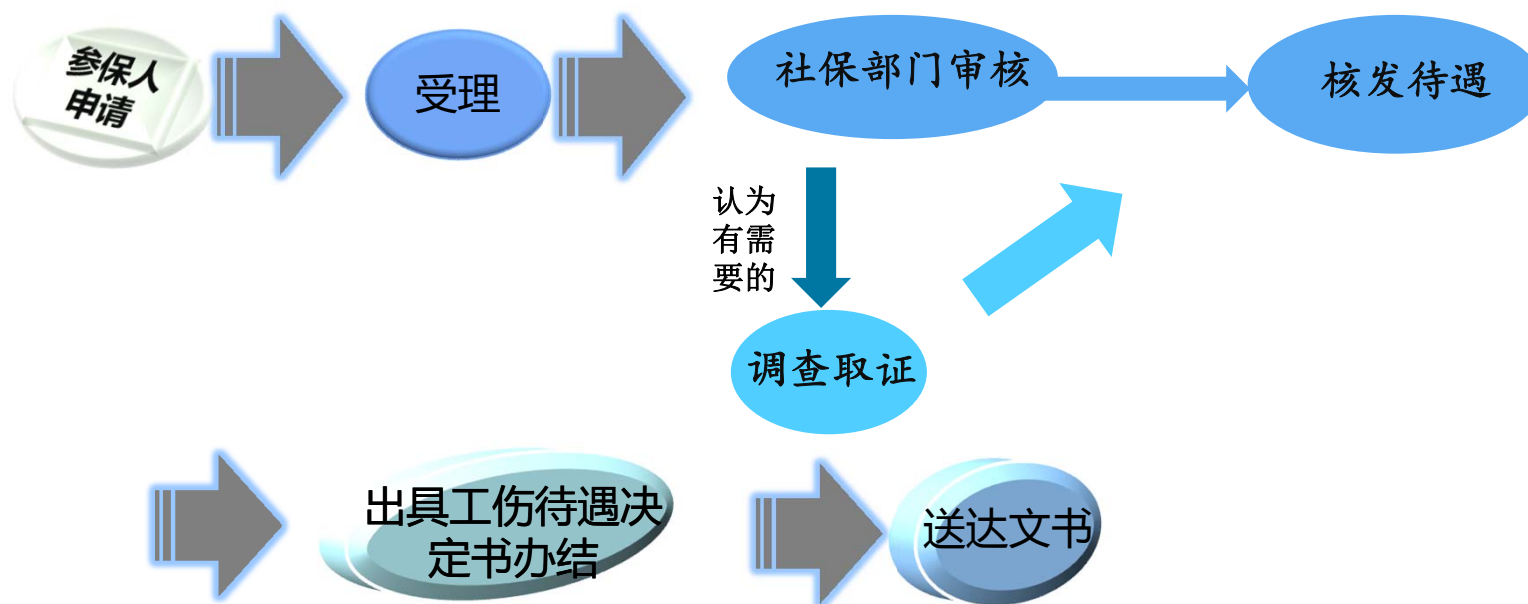 参保人
申请
受理
社保部门审核
核发待遇
认为
有需
要的
调查取证
出具工伤待遇决
定书办结
送达文书